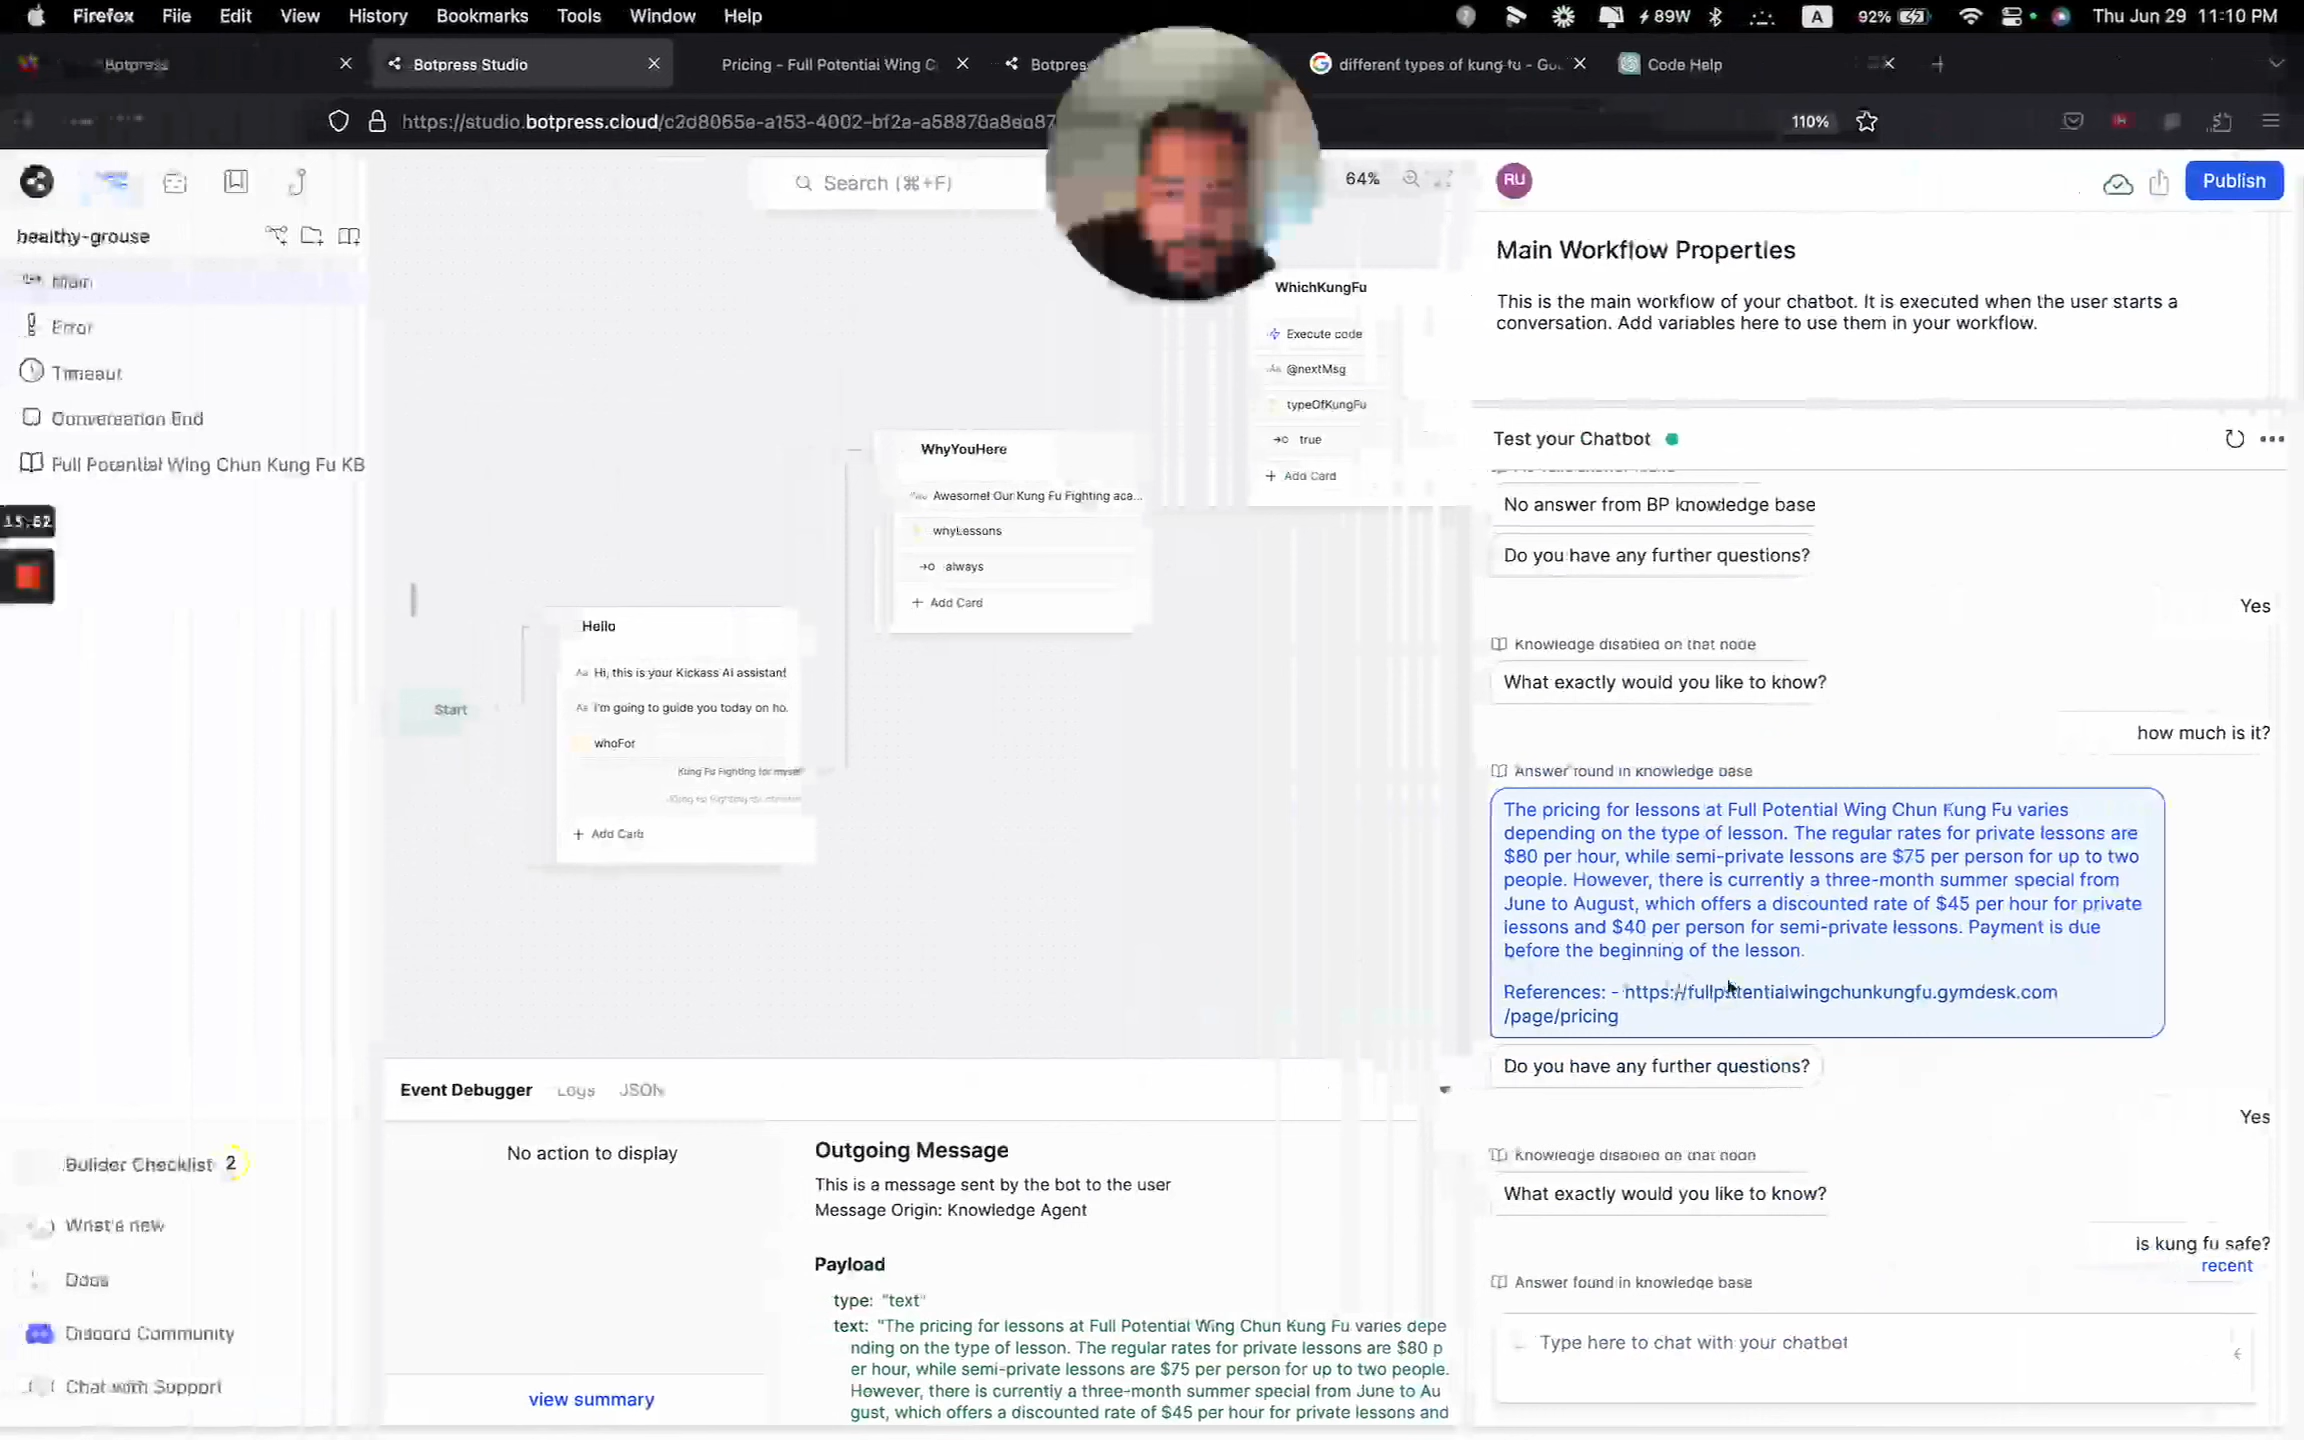 Firefox File Edit View History Bookmarks Tools Window Help
89W A 92% Thu Jun 29 11:10 PM
Botpress
Botpress Studio
Pricing - Full Potential Wing C
Botpres
different types of kung fu - Go
Code Help
https://studio.botpress.cloud/
110%
Search (⌘+F)
64%
RU
Publish
healthy-grouse
Main
Error
Timeout
Conversation End
Full Potential Wing Chun Kung Fu KB
Builder Checklist 2
What's new
Docs
Discord Community
Chat with Support
Start
Hello
Aa Hi, this is your Kickass AI assistant
Aa I'm going to guide you today on ho.
whoFor
Kung Fu Fighting for myself
+ Add Card
WhyYouHere
Awesome! Our Kung Fu Fighting aca...
whyLessons
always
+ Add Card
WhichKungFu
Execute code
@nextMsg
typeOfKungFu
true
+ Add Card
Event Debugger Logs JSON
No action to display
view summary
Outgoing Message
This is a message sent by the bot to the user
Message Origin: Knowledge Agent
Payload
type: "text"
text: "The pricing for lessons at Full Potential Wing Chun Kung Fu varies depe
nding on the type of lesson. The regular rates for private lessons are $80 p
er hour, while semi-private lessons are $75 per person for up to two people.
However, there is currently a three-month summer special from June to Au
gust, which offers a discounted rate of $45 per hour for private lessons and
Main Workflow Properties
This is the main workflow of your chatbot. It is executed when the user starts a
conversation. Add variables here to use them in your workflow.
Test your Chatbot
No answer from BP knowledge base
Do you have any further questions?
Yes
Knowledge disabled on that node
What exactly would you like to know?
how much is it?
Answer found in knowledge base
The pricing for lessons at Full Potential Wing Chun Kung Fu varies
depending on the type of lesson. The regular rates for private lessons are
$80 per hour, while semi-private lessons are $75 per person for up to two
people. However, there is currently a three-month summer special from
June to August, which offers a discounted rate of $45 per hour for private
lessons and $40 per person for semi-private lessons. Payment is due
before the beginning of the lesson.
References: - https://fullpotentialwingchunkungfu.gymdesk.com
/page/pricing
Do you have any further questions?
Yes
Knowledge disabled on that node
What exactly would you like to know?
is kung fu safe?
recent
Answer found in knowledge base
Type here to chat with your chatbot